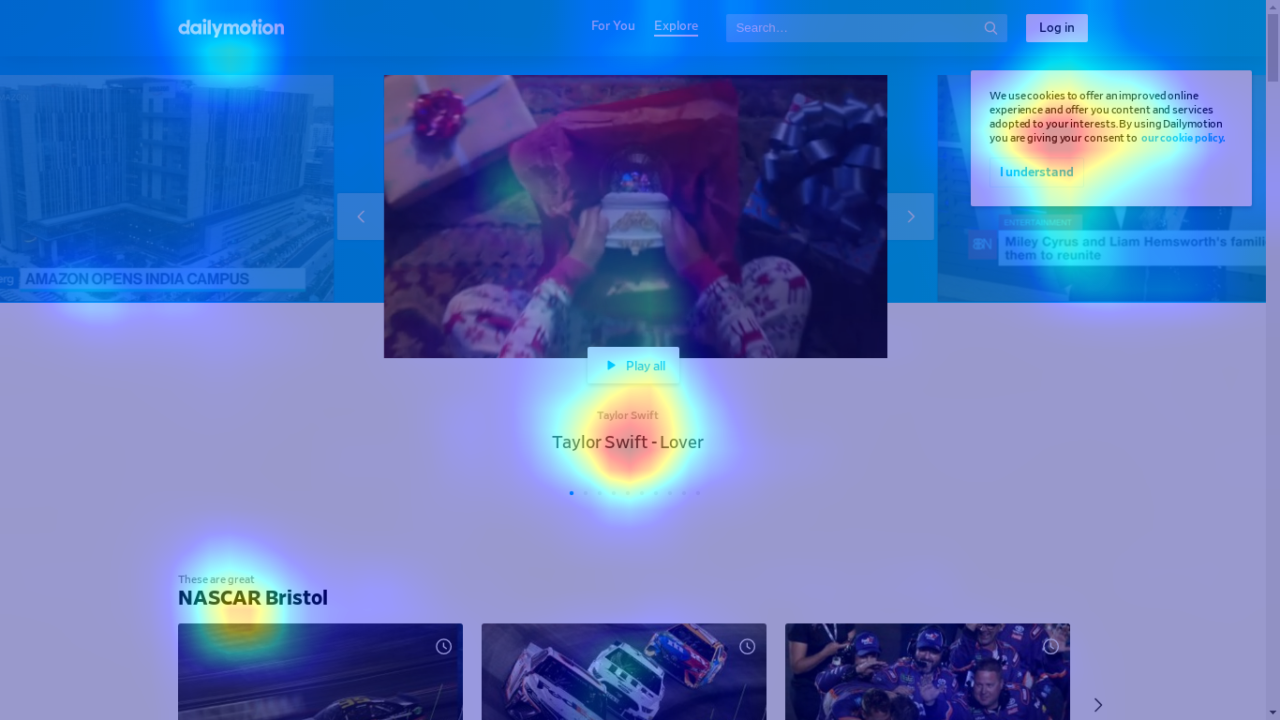 dailymotion
For You
Explore
Search...
Log in
We use cookies to offer an improved online
experience and offer you content and services
adopted to your interests. By using Dailymotion
you are giving your consent to our cookie policy.
I understand
ENTERTAINMENT
Miley Cyrus and Liam Hemsworth's famili
them to reunite
AMAZON OPENS INDIA CAMPUS
Play all
Taylor Swift
Taylor Swift - Lover
These are great
NASCAR Bristol